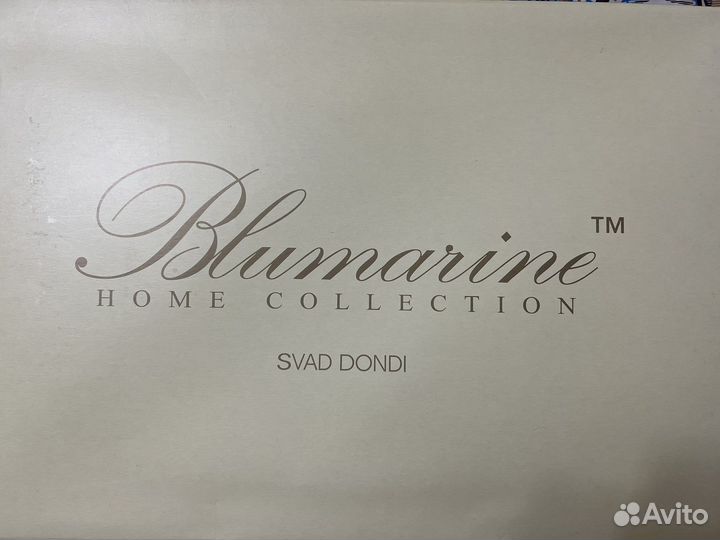 Blumarine™
HOME COLLECTION
SVAD DONDI
Avito